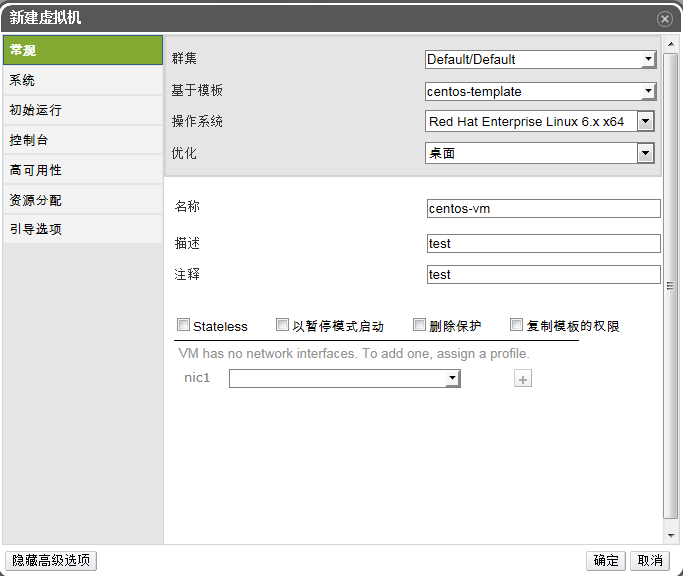 新建虚拟机
常规
系统
初始运行
控制台
高可用性
资源分配
引导选项
群集 Default/Default
基于模板 centos-template
操作系统 Red Hat Enterprise Linux 6.x x64
优化 桌面
名称 centos-vm
描述 test
注释 test
Stateless 以暂停模式启动 删除保护 复制模板的权限
VM has no network interfaces. To add one, assign a profile.
nic1
隐藏高级选项 确定 取消